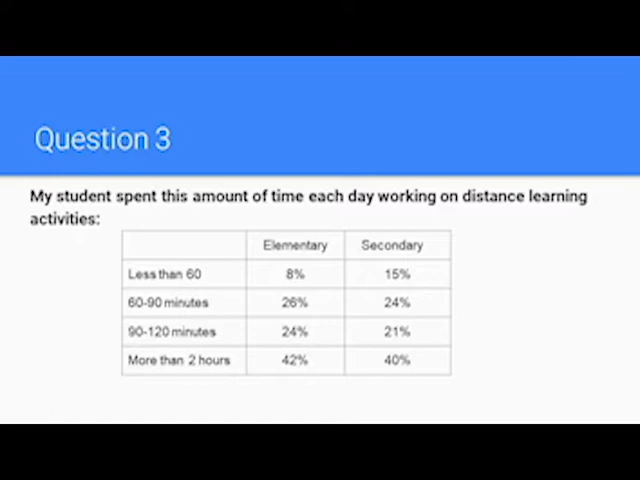 Question 3
My student spent this amount of time each day working on distance learning
activities:
Elementary Secondary
Less than 60 8% 15%
60-90 minutes 26% 24%
90-120 minutes 24% 21%
More than 2 hours 42% 40%